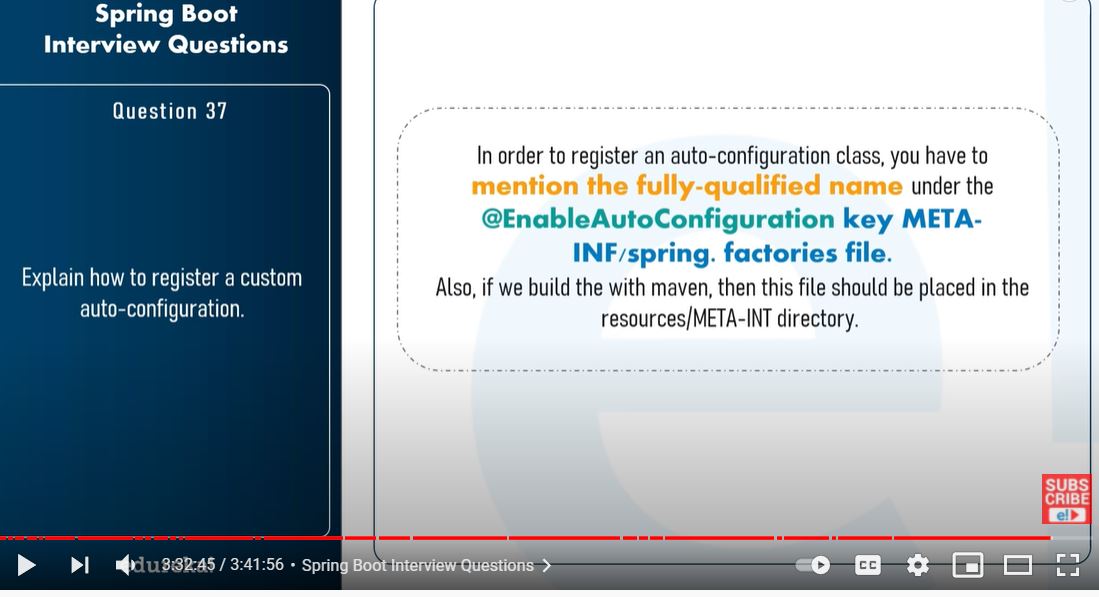 Spring Boot
Interview Questions
Question 37
Explain how to register a custom
auto-configuration.
In order to register an auto-configuration class, you have to
mention the fully-qualified name under the
@EnableAutoConfiguration key META-
INF/spring. factories file.
Also, if we build the with maven, then this file should be placed in the
resources/META-INT directory.
SUBS
CRIBE
e!
edureka!
3:32:45 / 3:41:56 • Spring Boot Interview Questions
CC